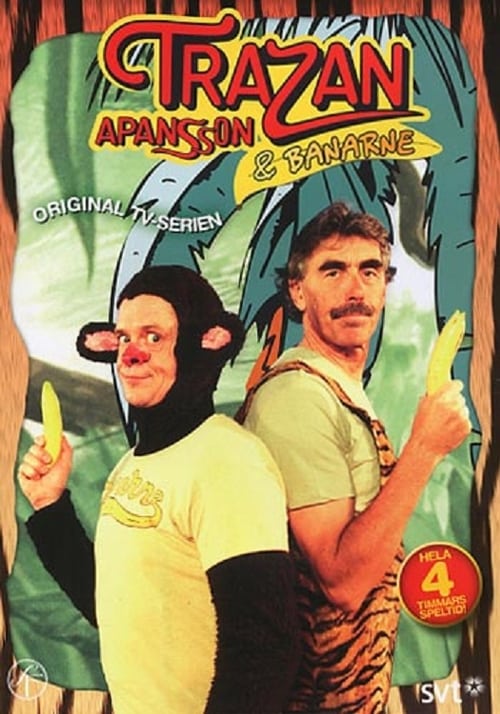 TRAZAN
APANSSON
& BANARNE
ORIGINAL TV-SERIEN
HELA
4
TIMMARS
SPELTID!
svt